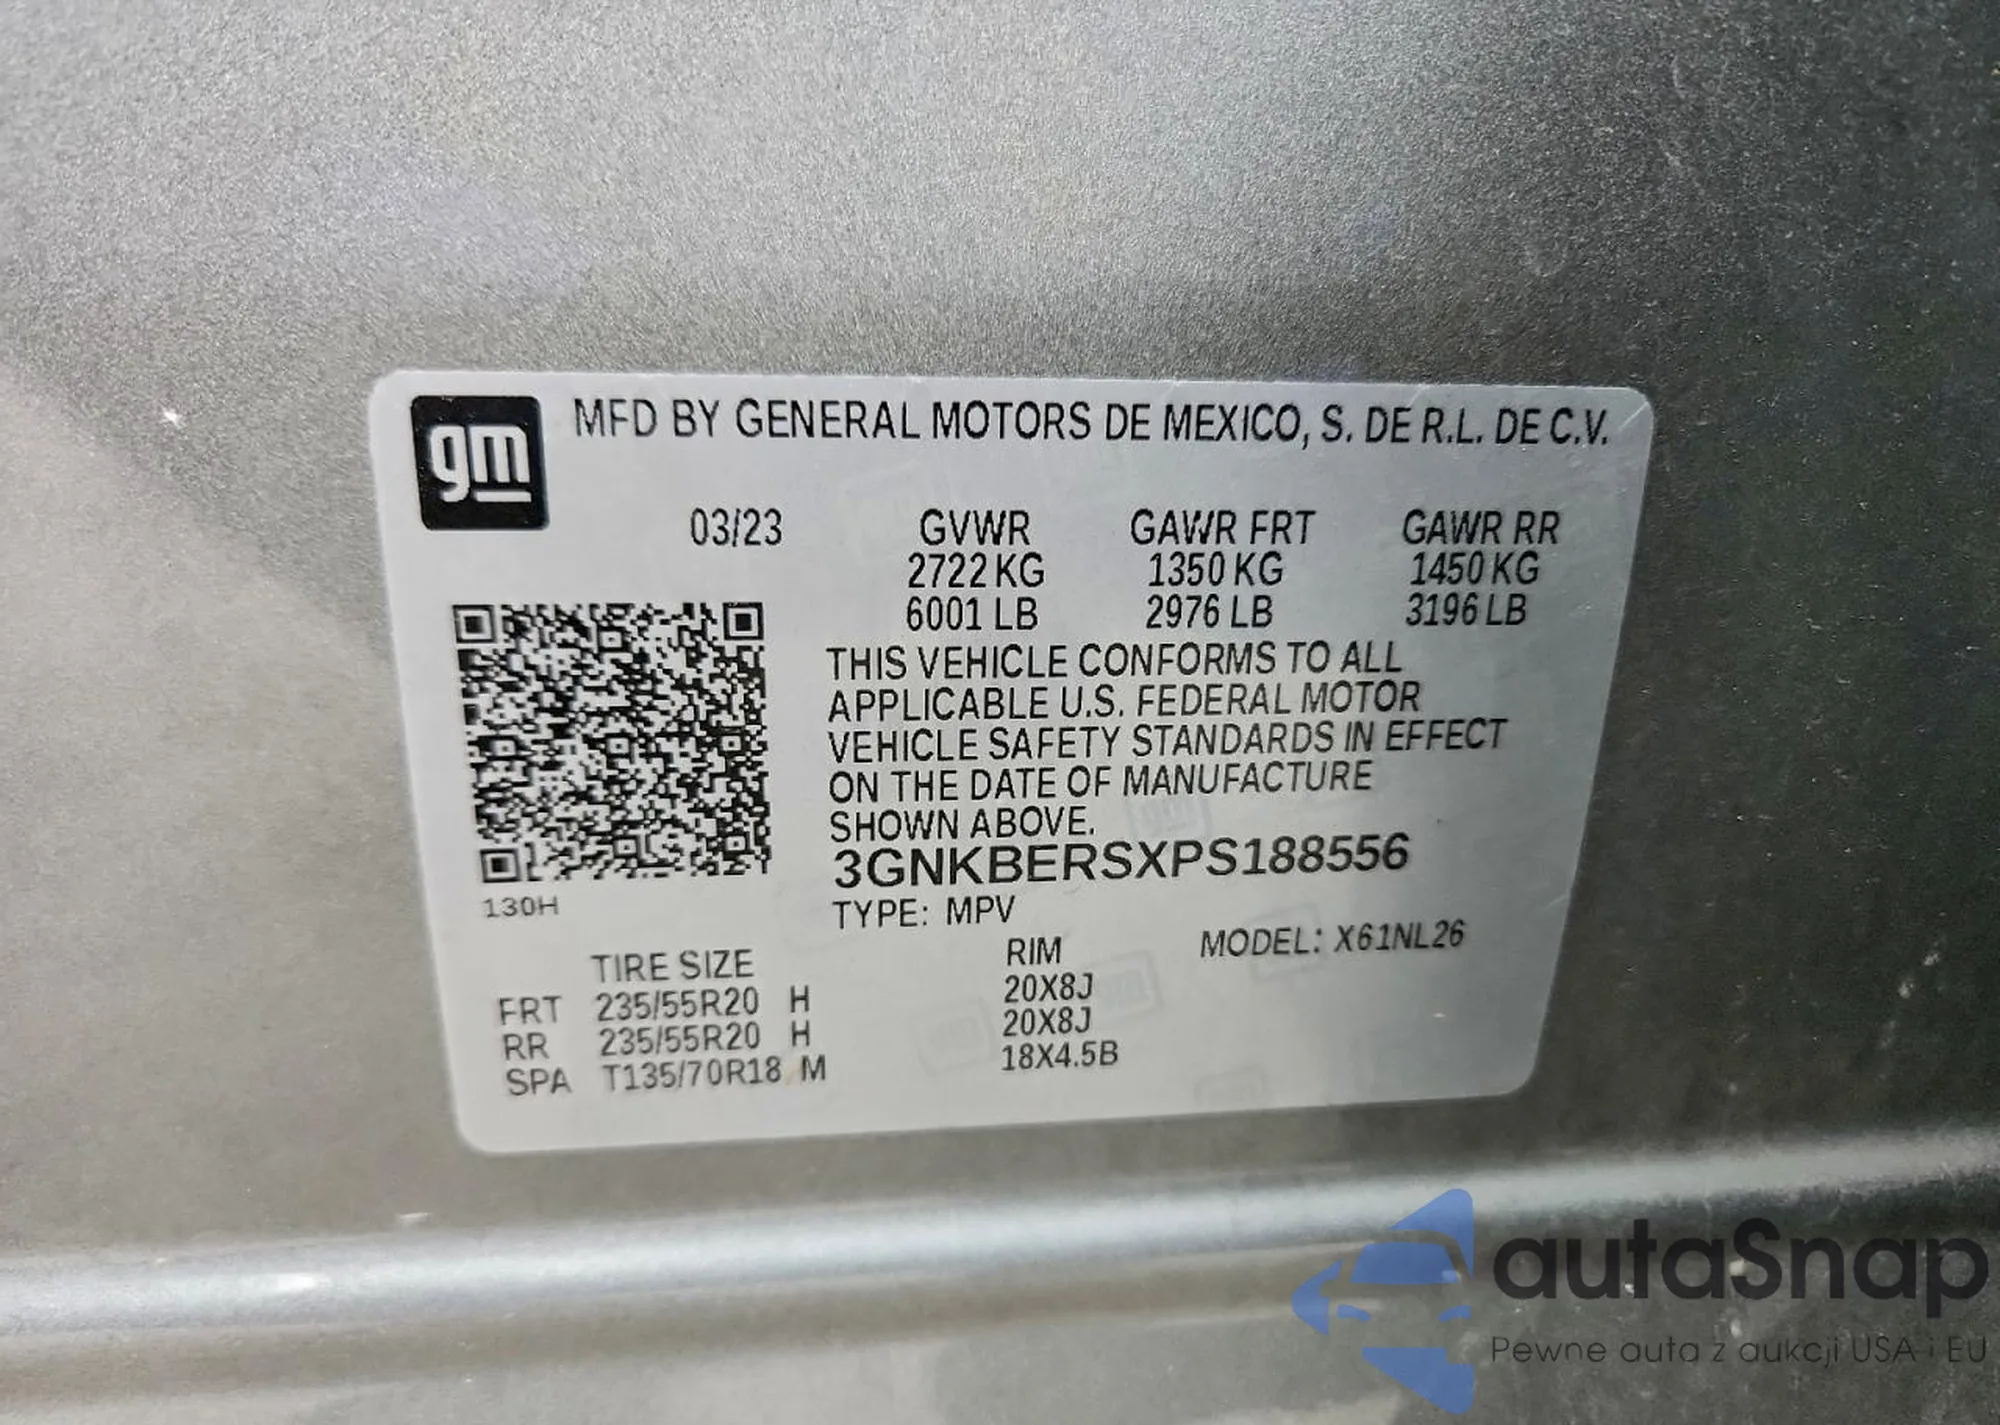 gm
MFD BY GENERAL MOTORS DE MEXICO, S. DE R.L. DE C.V.
03/23 GVWR GAWR FRT GAWR RR
2722 KG 1350 KG 1450 KG
6001 LB 2976 LB 3196 LB
THIS VEHICLE CONFORMS TO ALL
APPLICABLE U.S. FEDERAL MOTOR
VEHICLE SAFETY STANDARDS IN EFFECT
ON THE DATE OF MANUFACTURE
SHOWN ABOVE.
3GNKBERSXPS188556
130H
TYPE: MPV
MODEL: X61NL26
TIRE SIZE RIM
FRT 235/55R20 H 20X8J
RR 235/55R20 H 20X8J
SPA T135/70R18 M 18X4.5B
autaSnap
Pewne auta z aukcji USA i EU